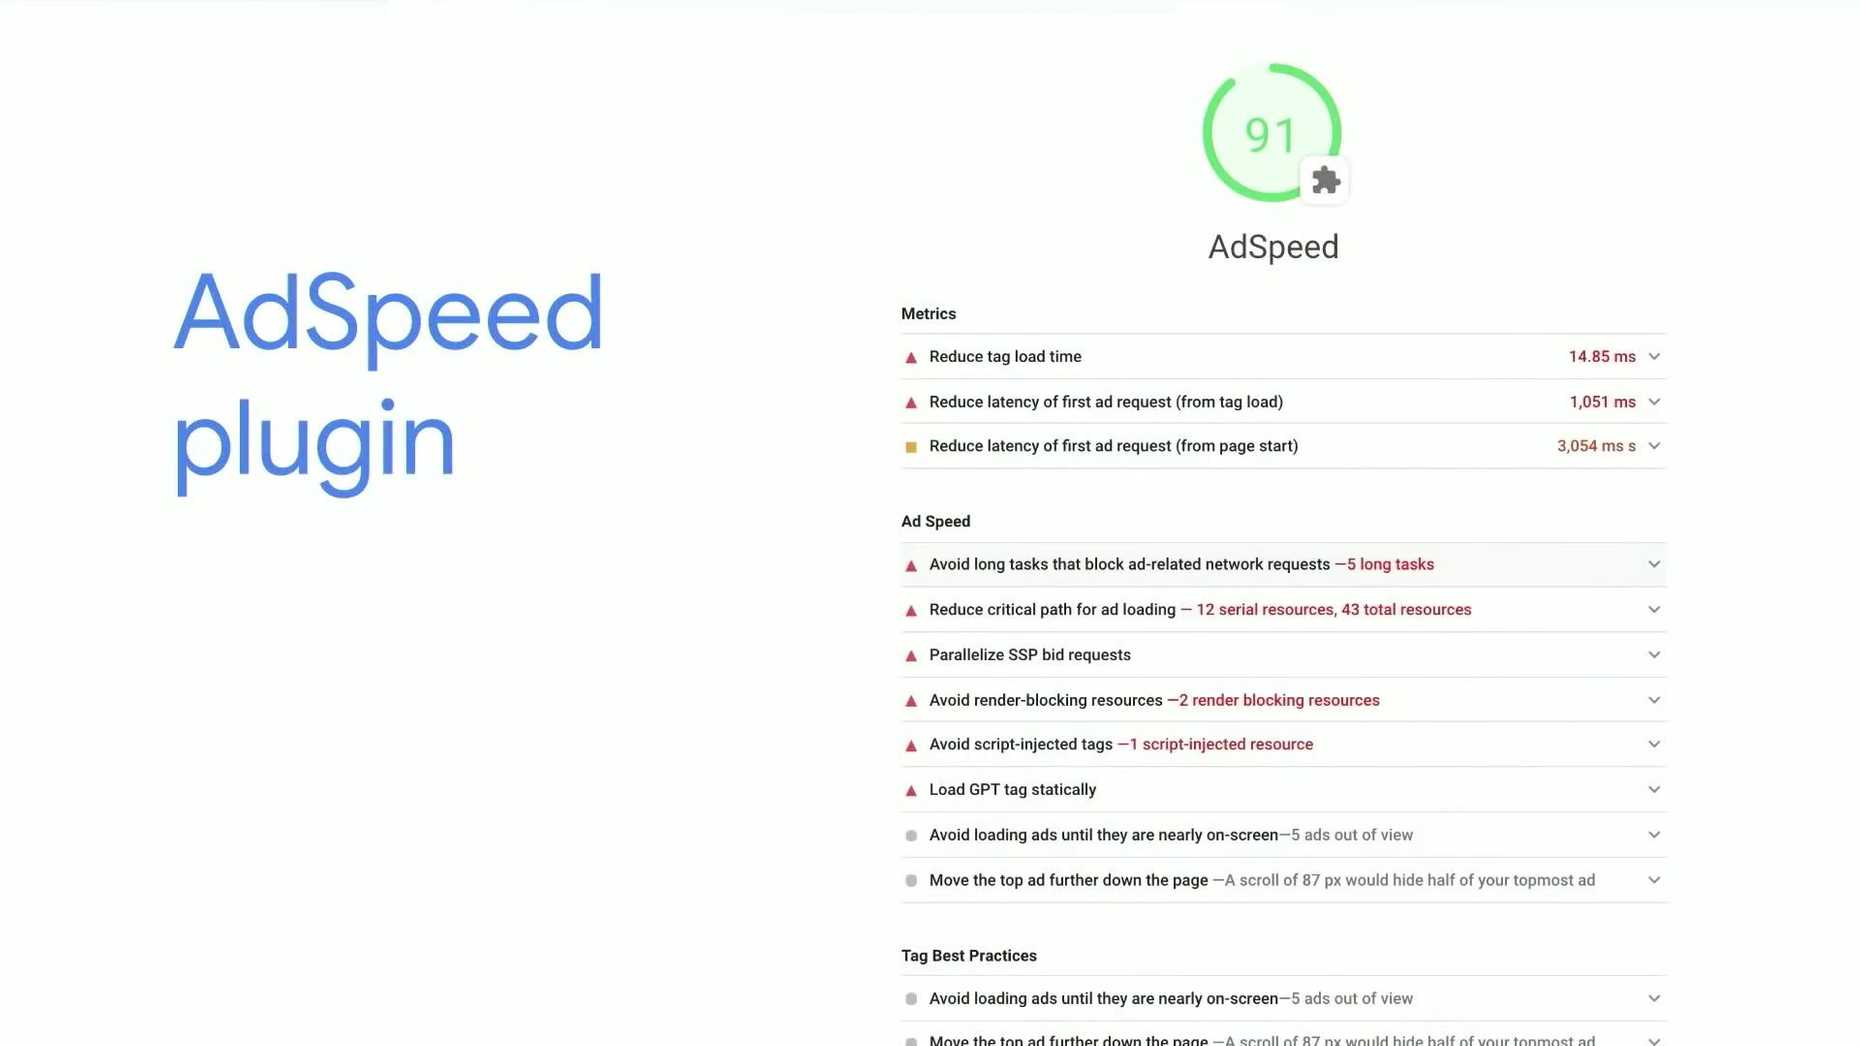 AdSpeed
plugin
91
AdSpeed
Metrics
Reduce tag load time 14.85 ms
Reduce latency of first ad request (from tag load) 1,051 ms
Reduce latency of first ad request (from page start) 3,054 ms s
Ad Speed
Avoid long tasks that block ad-related network requests —5 long tasks
Reduce critical path for ad loading — 12 serial resources, 43 total resources
Parallelize SSP bid requests
Avoid render-blocking resources —2 render blocking resources
Avoid script-injected tags —1 script-injected resource
Load GPT tag statically
Avoid loading ads until they are nearly on-screen—5 ads out of view
Move the top ad further down the page —A scroll of 87 px would hide half of your topmost ad
Tag Best Practices
Avoid loading ads until they are nearly on-screen—5 ads out of view
Move the top ad further down the page —A scroll of 87 px would hide half of your topmost ad